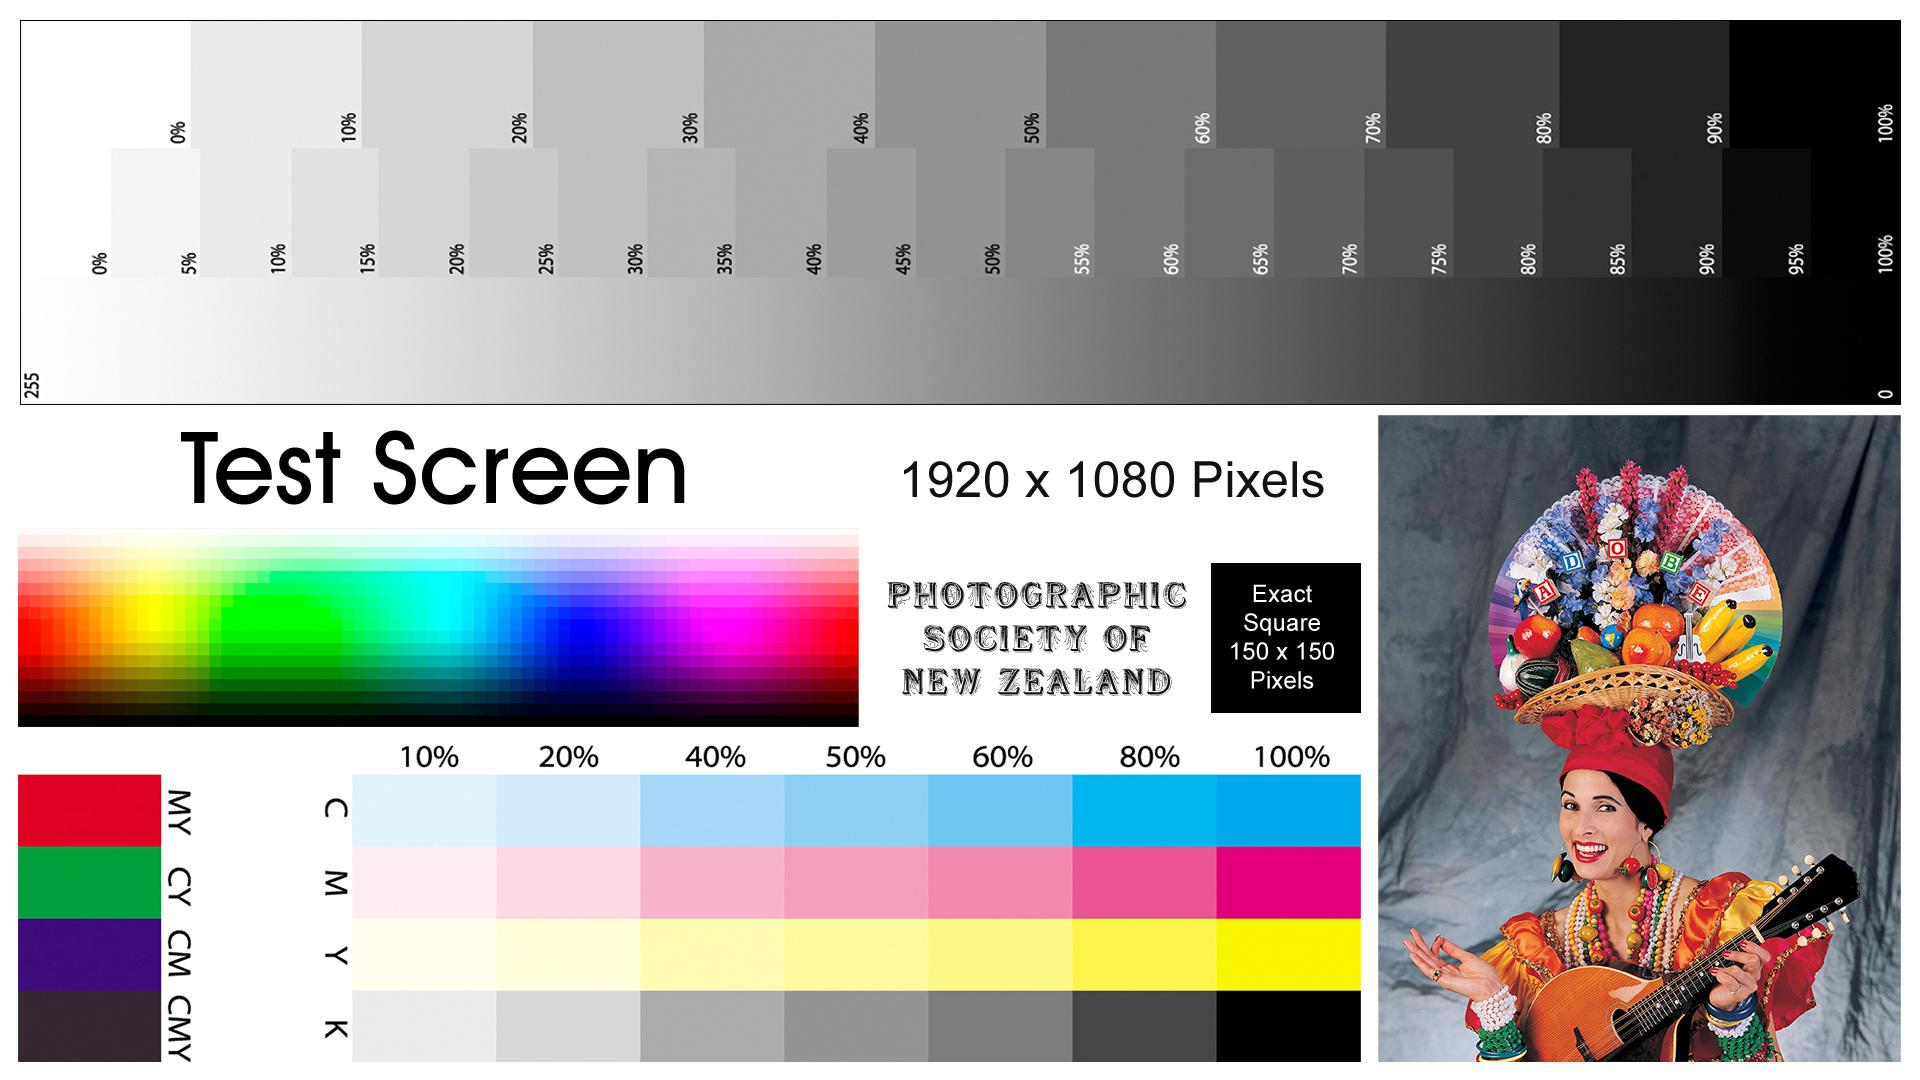 0% 10% 20% 30% 40% 50% 60% 70% 80% 90% 100%
0% 5% 10% 15% 20% 25% 30% 35% 40% 45% 50% 55% 60% 65% 70% 75% 80% 85% 90% 95% 100%
255 0
Test Screen
1920 x 1080 Pixels
PHOTOGRAPHIC
SOCIETY OF
NEW ZEALAND
Exact
Square
150 x 150
Pixels
A D O B E
10% 20% 40% 50% 60% 80% 100%
MY
CY
CM
CMY
C
M
Y
K